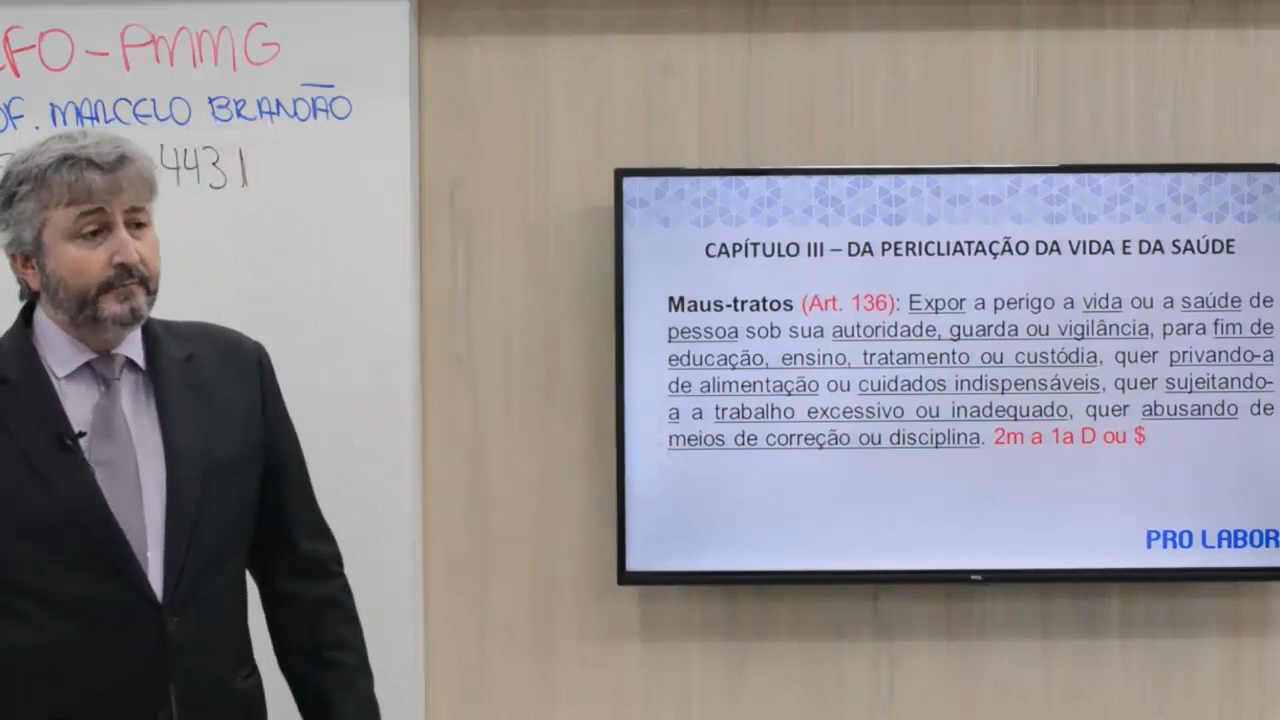 CFO-PMMG
OF. MARCELO BRANDÃO
-4431
CAPÍTULO III – DA PERICLIATAÇÃO DA VIDA E DA SAÚDE
Maus-tratos (Art. 136): Expor a perigo a vida ou a saúde de
pessoa sob sua autoridade, guarda ou vigilância, para fim de
educação, ensino, tratamento ou custódia, quer privando-a
de alimentação ou cuidados indispensáveis, quer sujeitando-
a a trabalho excessivo ou inadequado, quer abusando de
meios de correção ou disciplina. 2m a 1a D ou $
PRO LABOR
TCL